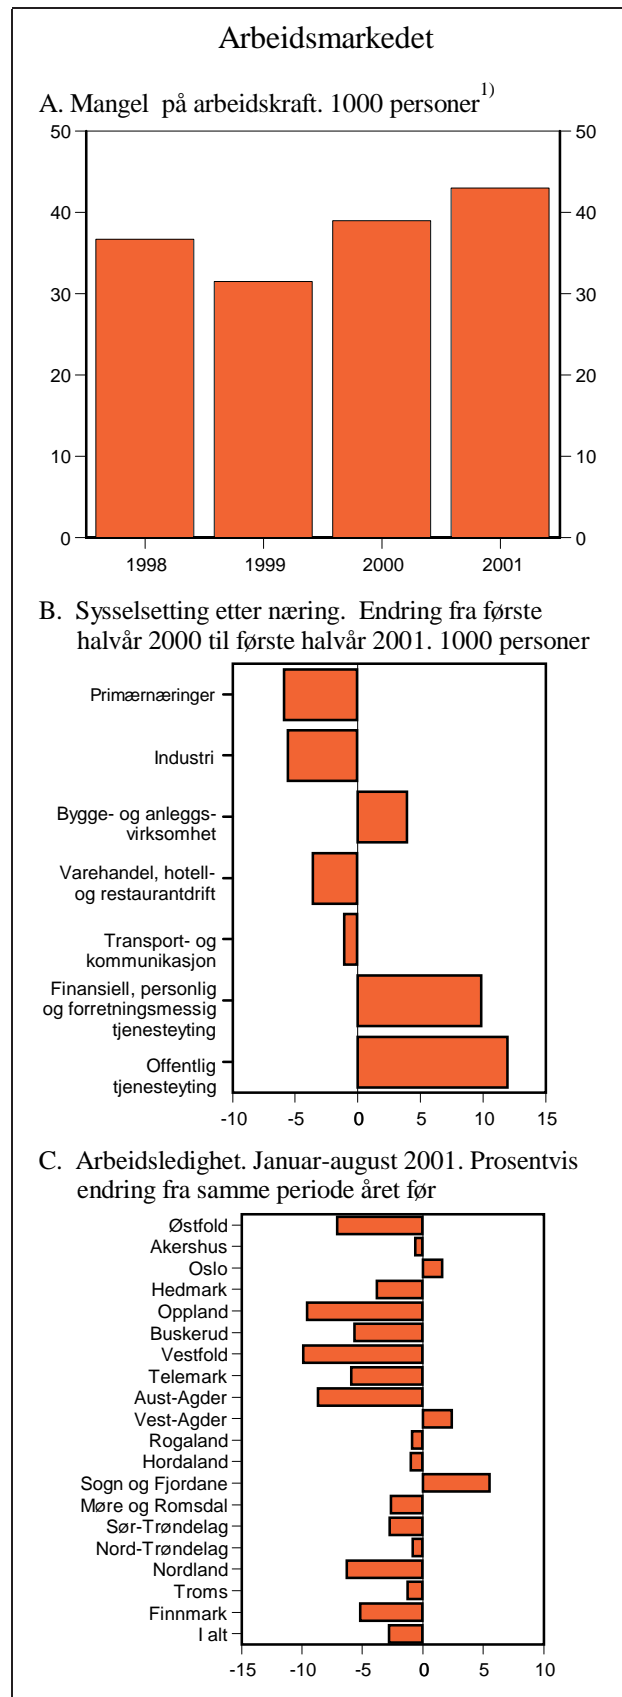 Arbeidsmarkedet
A. Mangel på arbeidskraft. 1000 personer1)
50 50
40 40
30 30
20 20
10 10
0 0
1998 1999 2000 2001
B. Sysselsetting etter næring. Endring fra første
halvår 2000 til første halvår 2001. 1000 personer
Primærnæringer
Industri
Bygge- og anleggs-
virksomhet
Varehandel, hotell-
og restaurantdrift
Transport- og
kommunikasjon
Finansiell, personlig
og forretningsmessig
tjenesteyting
Offentlig
tjenesteyting
-10 -5 0 5 10 15
C. Arbeidsledighet. Januar-august 2001. Prosentvis
endring fra samme periode året før
Østfold
Akershus
Oslo
Hedmark
Oppland
Buskerud
Vestfold
Telemark
Aust-Agder
Vest-Agder
Rogaland
Hordaland
Sogn og Fjordane
Møre og Romsdal
Sør-Trøndelag
Nord-Trøndelag
Nordland
Troms
Finnmark
I alt
-15 -10 -5 0 5 10